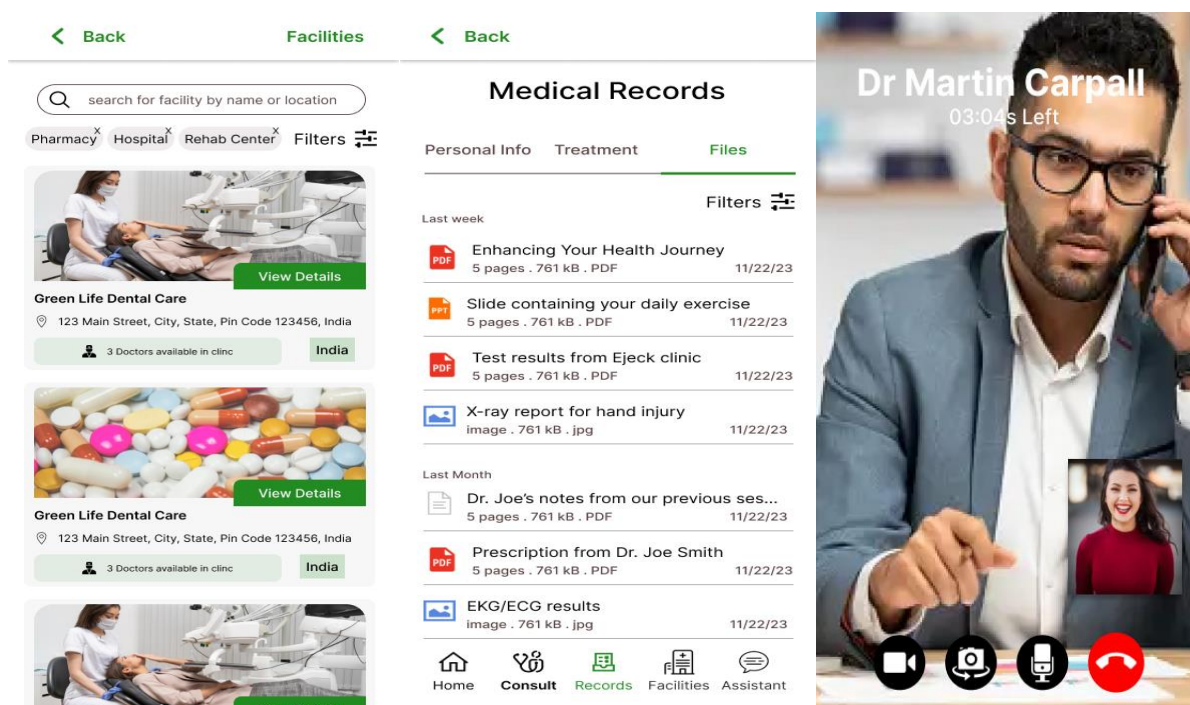 Back
Facilities
search for facility by name or location
Pharmacy x
Hospital x
Rehab Center x
Filters
View Details
Green Life Dental Care
123 Main Street, City, State, Pin Code 123456, India
3 Doctors available in clinc
India
View Details
Green Life Dental Care
123 Main Street, City, State, Pin Code 123456, India
3 Doctors available in clinc
India
Back
Medical Records
Personal Info
Treatment
Files
Filters
Last week
PDF
Enhancing Your Health Journey
5 pages . 761 kB . PDF
11/22/23
PPT
Slide containing your daily exercise
5 pages . 761 kB . PDF
11/22/23
PDF
Test results from Ejeck clinic
5 pages . 761 kB . PDF
11/22/23
X-ray report for hand injury
image . 761 kB . jpg
11/22/23
Last Month
Dr. Joe's notes from our previous ses...
5 pages . 761 kB . PDF
11/22/23
PDF
Prescription from Dr. Joe Smith
5 pages . 761 kB . PDF
11/22/23
EKG/ECG results
image . 761 kB . jpg
11/22/23
Home
Consult
Records
Facilities
Assistant
Dr Martin Carpall
03:04s Left